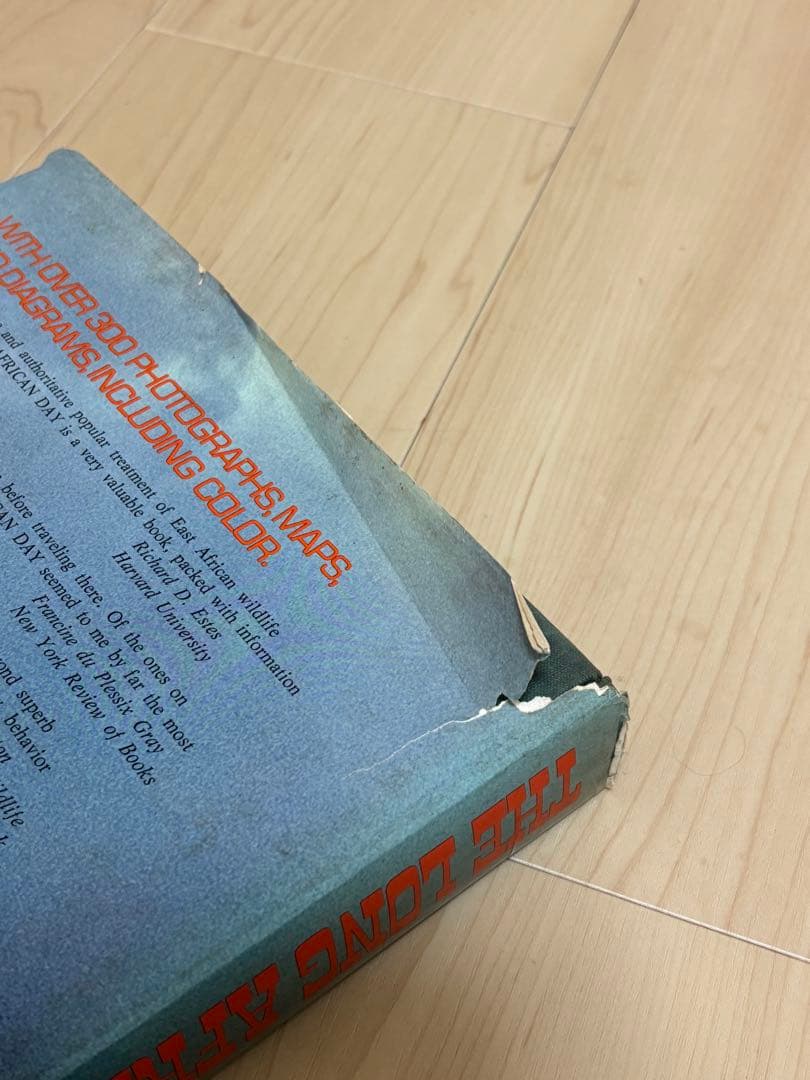 WITH OVER 300 PHOTOGRAPHS, MAPS,
DIAGRAMS, INCLUDING COLOR.
and authoritative popular treatment of East African wildlife
AFRICAN DAY is a very valuable book, packed with information
Richard D. Estes
Harvard University
before traveling there. Of the ones on
DAY seemed to me by far the most
Francine du Plessix Gray
New York Review of Books
superb
behavior
THE LONG